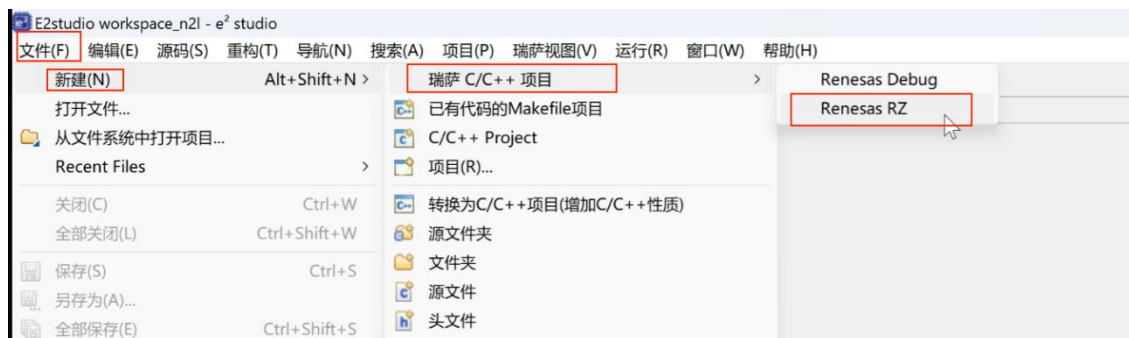 E2studio workspace_n2l - e² studio
文件(F) 编辑(E) 源码(S) 重构(T) 导航(N) 搜索(A) 项目(P) 瑞萨视图(V) 运行(R) 窗口(W) 帮助(H)
新建(N) Alt+Shift+N >
打开文件...
从文件系统中打开项目...
Recent Files >
关闭(C) Ctrl+W
全部关闭(L) Ctrl+Shift+W
保存(S) Ctrl+S
另存为(A)...
全部保存(E) Ctrl+Shift+S
瑞萨 C/C++ 项目 >
已有代码的Makefile项目
C/C++ Project
项目(R)...
转换为C/C++项目(增加C/C++性质)
源文件夹
文件夹
源文件
头文件
Renesas Debug
Renesas RZ